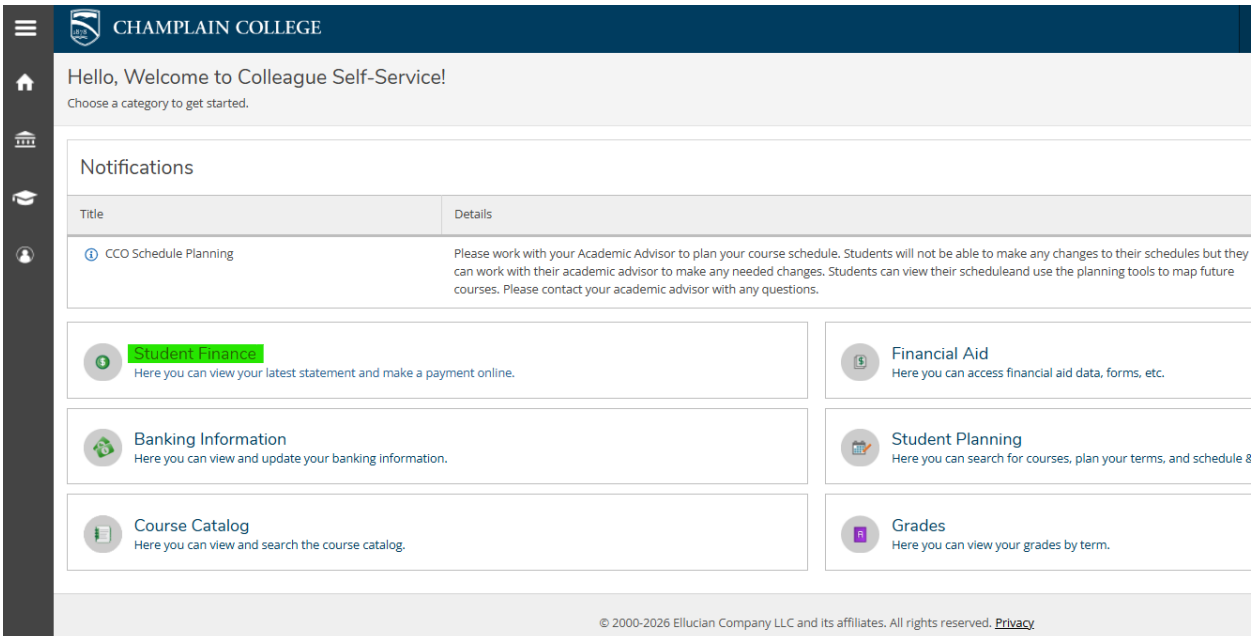 CHAMPLAIN COLLEGE
Hello, Welcome to Colleague Self-Service!
Choose a category to get started.
Notifications
Title Details
CCO Schedule Planning Please work with your Academic Advisor to plan your course schedule. Students will not be able to make any changes to their schedules but they
can work with their academic advisor to make any needed changes. Students can view their scheduleand use the planning tools to map future
courses. Please contact your academic advisor with any questions.
Student Finance
Here you can view your latest statement and make a payment online.
Financial Aid
Here you can access financial aid data, forms, etc.
Banking Information
Here you can view and update your banking information.
Student Planning
Here you can search for courses, plan your terms, and schedule &
Course Catalog
Here you can view and search the course catalog.
Grades
Here you can view your grades by term.
© 2000-2026 Ellucian Company LLC and its affiliates. All rights reserved. Privacy